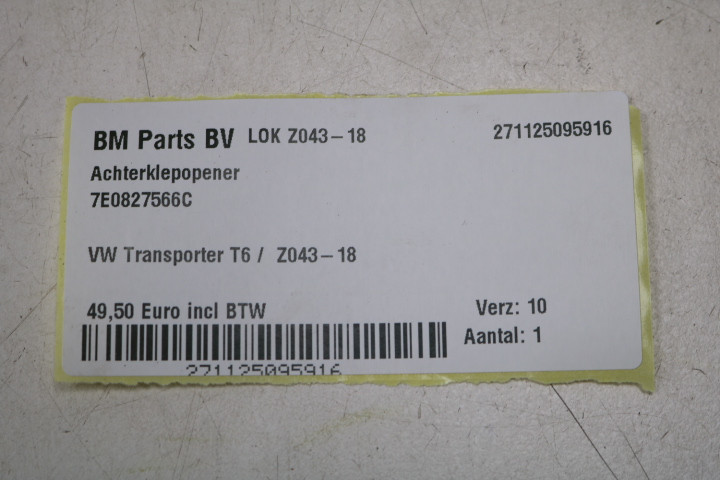 BM Parts BV LOK Z043-18 271125095916
Achterklepopener
7E0827566C
VW Transporter T6 / Z043-18
49,50 Euro incl BTW Verz: 10
Aantal: 1
271125095916